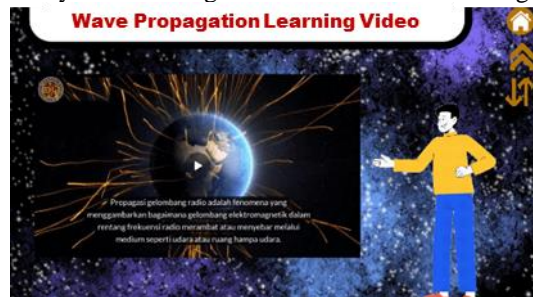 Wave Propagation Learning Video
Propagasi gelombang radio adalah fenomena yang
menggambarkan bagaimana gelombang elektromagnetik dalam
rentang frekuensi radio merambat atau menyebar melalui
medium seperti udara atau ruang hampa udara.